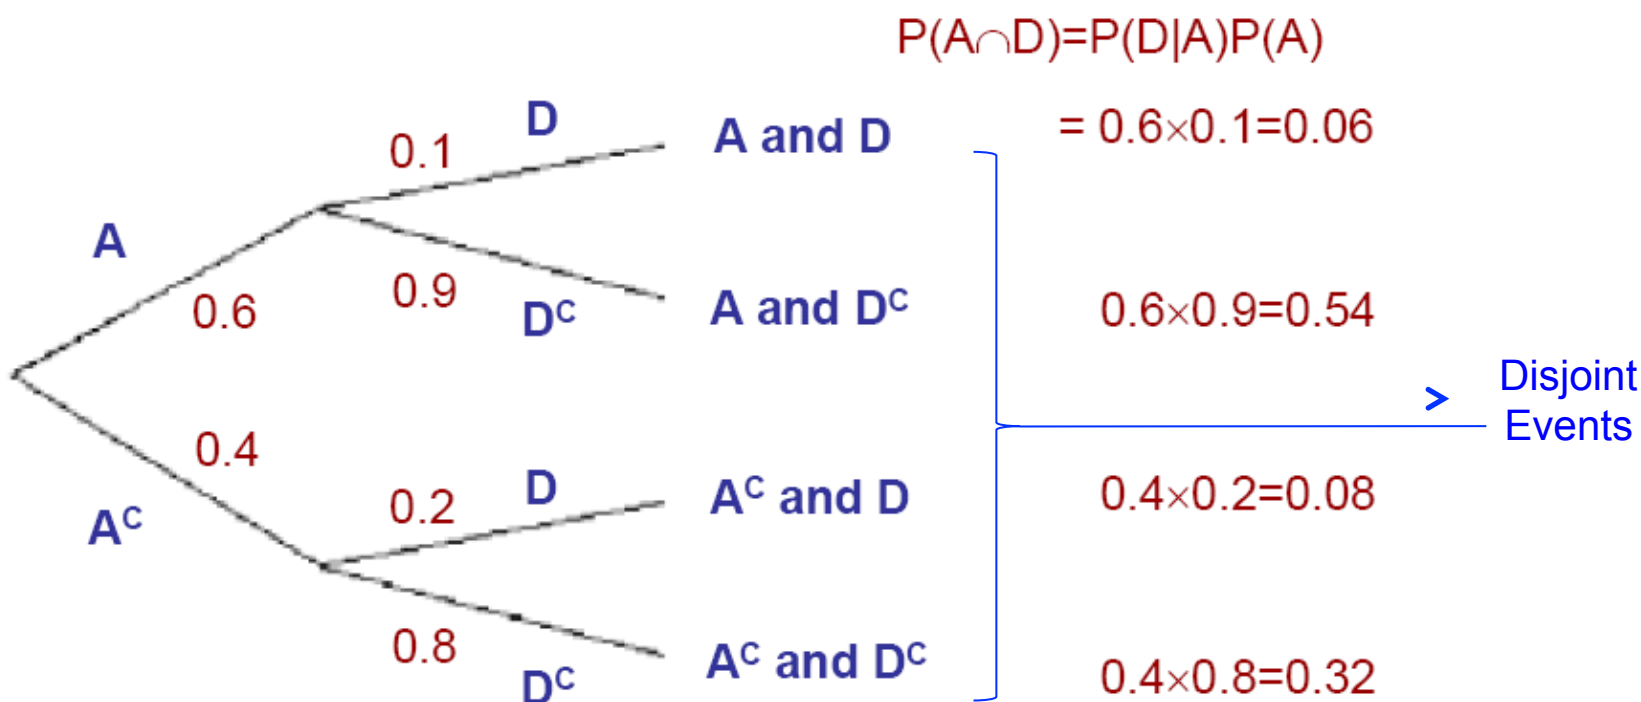 P(A∩D)=P(D|A)P(A)
D
0.1
A and D
= 0.6×0.1=0.06
A
0.6
0.9
Dᶜ
A and Dᶜ
0.6×0.9=0.54
Disjoint
Events
0.4
Aᶜ
D
0.2
Aᶜ and D
0.4×0.2=0.08
0.8
Dᶜ
Aᶜ and Dᶜ
0.4×0.8=0.32